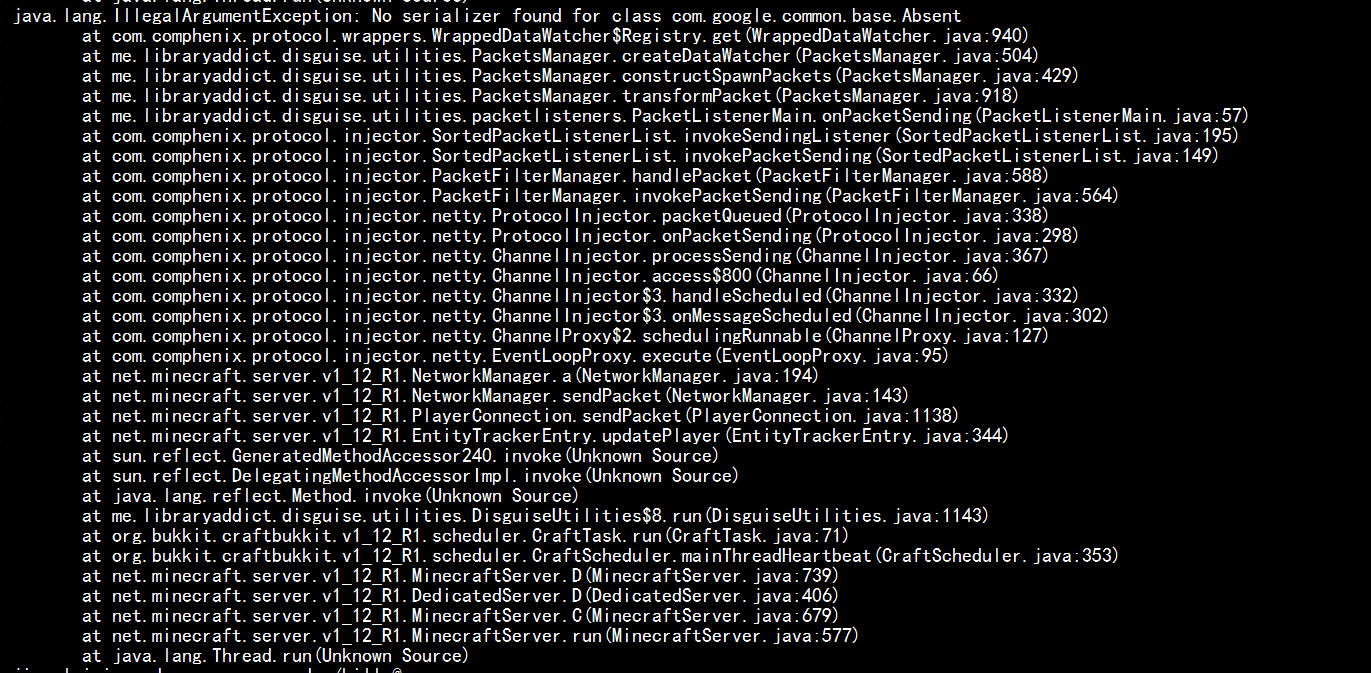 java.lang.IllegalArgumentException: No serializer found for class com.google.common.base.Absent
at com.comphenix.protocol.wrappers.WrappedDataWatcher$Registry.get(WrappedDataWatcher.java:940)
at me.libraryaddict.disguise.utilities.PacketsManager.createDataWatcher(PacketsManager.java:504)
at me.libraryaddict.disguise.utilities.PacketsManager.constructSpawnPackets(PacketsManager.java:429)
at me.libraryaddict.disguise.utilities.PacketsManager.transformPacket(PacketsManager.java:918)
at me.libraryaddict.disguise.utilities.packetlisteners.PacketListenerMain.onPacketSending(PacketListenerMain.java:57)
at com.comphenix.protocol.injector.SortedPacketListenerList.invokeSendingListener(SortedPacketListenerList.java:195)
at com.comphenix.protocol.injector.SortedPacketListenerList.invokePacketSending(SortedPacketListenerList.java:149)
at com.comphenix.protocol.injector.PacketFilterManager.handlePacket(PacketFilterManager.java:588)
at com.comphenix.protocol.injector.PacketFilterManager.invokePacketSending(PacketFilterManager.java:564)
at com.comphenix.protocol.injector.netty.ProtocolInjector.packetQueued(ProtocolInjector.java:338)
at com.comphenix.protocol.injector.netty.ProtocolInjector.onPacketSending(ProtocolInjector.java:298)
at com.comphenix.protocol.injector.netty.ChannelInjector.processSending(ChannelInjector.java:367)
at com.comphenix.protocol.injector.netty.ChannelInjector.access$800(ChannelInjector.java:66)
at com.comphenix.protocol.injector.netty.ChannelInjector$3.handleScheduled(ChannelInjector.java:332)
at com.comphenix.protocol.injector.netty.ChannelInjector$3.onMessageScheduled(ChannelInjector.java:302)
at com.comphenix.protocol.injector.netty.ChannelProxy$2.schedulingRunnable(ChannelProxy.java:127)
at com.comphenix.protocol.injector.netty.EventLoopProxy.execute(EventLoopProxy.java:95)
at net.minecraft.server.v1_12_R1.NetworkManager.a(NetworkManager.java:194)
at net.minecraft.server.v1_12_R1.NetworkManager.sendPacket(NetworkManager.java:143)
at net.minecraft.server.v1_12_R1.PlayerConnection.sendPacket(PlayerConnection.java:1138)
at net.minecraft.server.v1_12_R1.EntityTrackerEntry.updatePlayer(EntityTrackerEntry.java:344)
at sun.reflect.GeneratedMethodAccessor240.invoke(Unknown Source)
at sun.reflect.DelegatingMethodAccessorImpl.invoke(Unknown Source)
at java.lang.reflect.Method.invoke(Unknown Source)
at me.libraryaddict.disguise.utilities.DisguiseUtilities$8.run(DisguiseUtilities.java:1143)
at org.bukkit.craftbukkit.v1_12_R1.scheduler.CraftTask.run(CraftTask.java:71)
at org.bukkit.craftbukkit.v1_12_R1.scheduler.CraftScheduler.mainThreadHeartbeat(CraftScheduler.java:353)
at net.minecraft.server.v1_12_R1.MinecraftServer.D(MinecraftServer.java:739)
at net.minecraft.server.v1_12_R1.DedicatedServer.D(DedicatedServer.java:406)
at net.minecraft.server.v1_12_R1.MinecraftServer.C(MinecraftServer.java:679)
at net.minecraft.server.v1_12_R1.MinecraftServer.run(MinecraftServer.java:577)
at java.lang.Thread.run(Unknown Source)